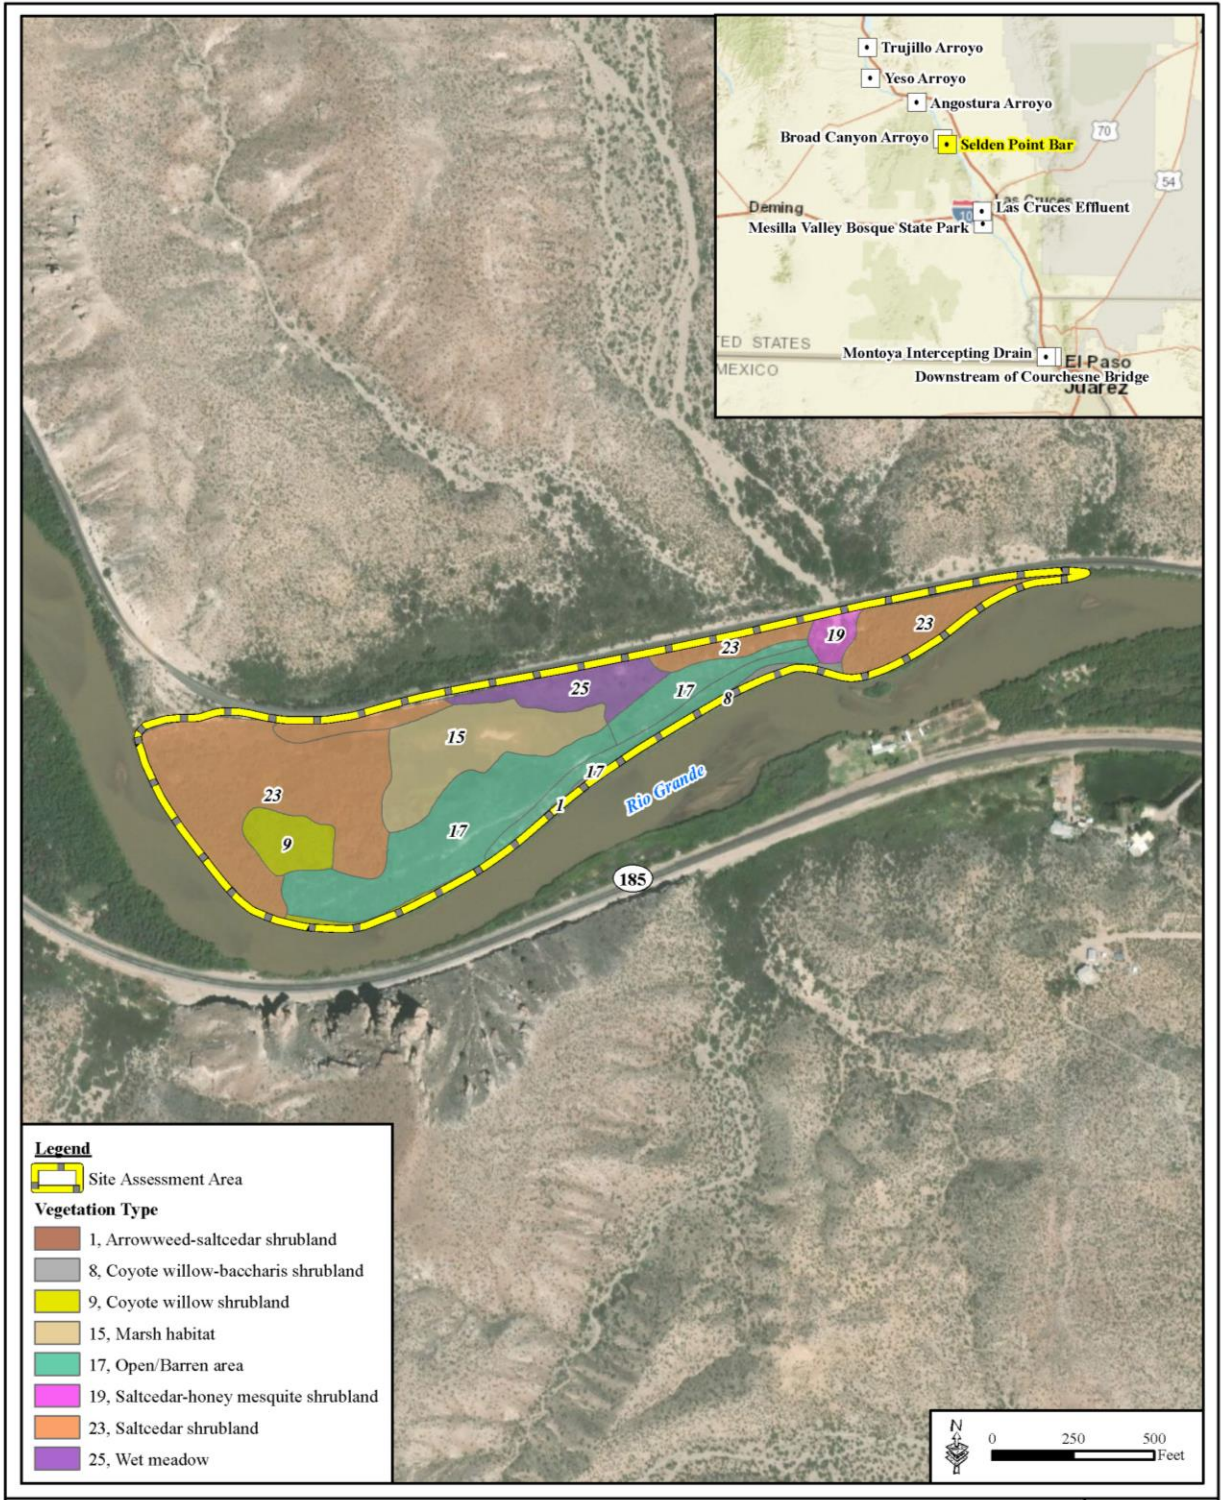 Trujillo Arroyo
Yeso Arroyo
Angostura Arroyo
Broad Canyon Arroyo
Selden Point Bar
70
54
Deming
Las Cruces
10
Las Cruces Effluent
Mesilla Valley Bosque State Park
TED STATES
MEXICO
Montoya Intercepting Drain
El Paso
Downstream of Courchesne Bridge
Juarez
23
19
23
25
17
8
15
17
Rio Grande
23
1
17
9
185
Legend
Site Assessment Area
Vegetation Type
1, Arrowweed-saltcedar shrubland
8, Coyote willow-baccharis shrubland
9, Coyote willow shrubland
15, Marsh habitat
17, Open/Barren area
19, Saltcedar-honey mesquite shrubland
23, Saltcedar shrubland
25, Wet meadow
N
0 250 500
Feet